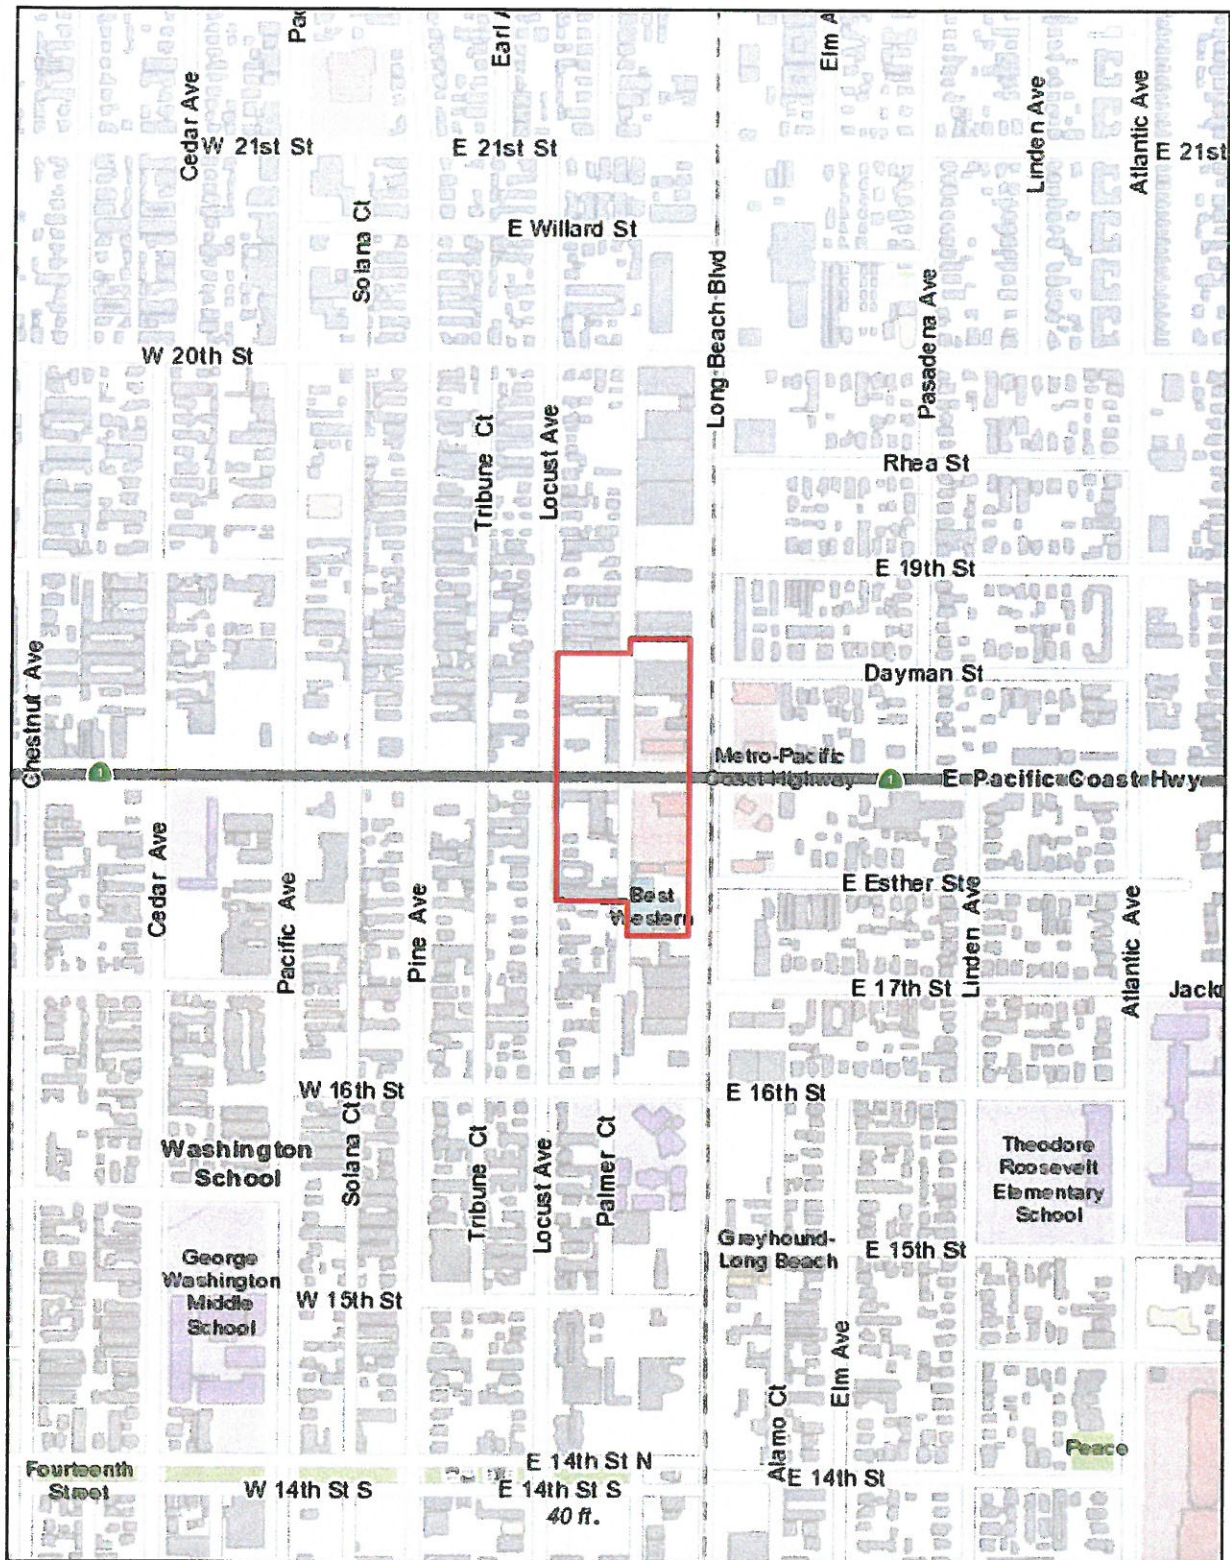 Earl
Elm A
Cedar Ave
Linden Ave
Atlantic Ave
W 21st St
E 21st St
E 21st
Solana Ct
E Willard St
Long Beach Blvd
Pasadena Ave
W 20th St
Tribune Ct
Locust Ave
Rhea St
E 19th St
Dayman St
Chestnut Ave
1
Metro-Pacific
Coast Highway
1
E Pacific Coast Hwy
Cedar Ave
Pacific Ave
Pine Ave
Best
Western
E Esther St
Linden Ave
Atlantic Ave
E 17th St
W 16th St
E 16th St
Washington
School
Solana Ct
Tribune Ct
Locust Ave
Palmer Ct
Theodore
Roosevelt
Elementary
School
George
Washington
Middle
School
Greyhound-
Long Beach
E 15th St
W 15th St
Alamo Ct
Elm Ave
Peace
Fourteenth
Street
W 14th St S
E 14th St N
E 14th St S
E 14th St
40 ft.